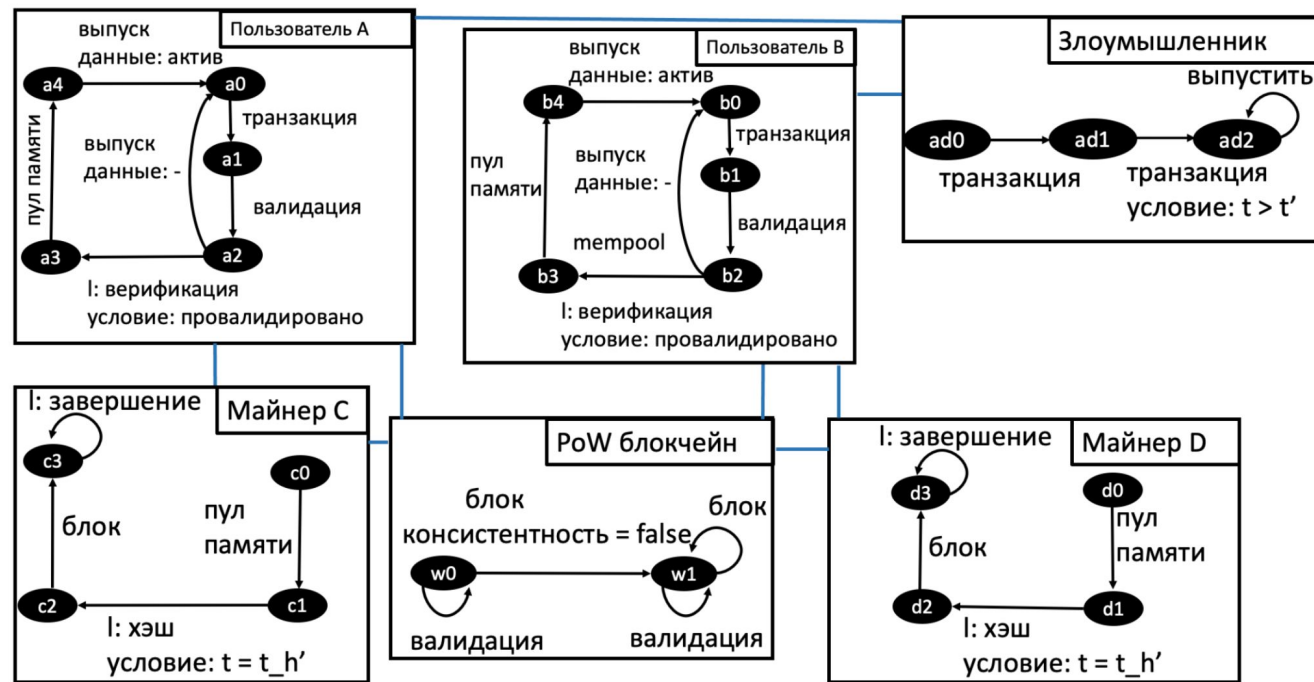 Пользователь A
выпуск
данные: актив
a4
a0
транзакция
пул памяти
выпуск
данные: -
a1
валидация
a3
a2
I: верификация
условие: провалидировано
Пользователь B
выпуск
данные: актив
b4
b0
транзакция
пул
памяти
выпуск
данные: -
b1
валидация
mempool
b3
b2
I: верификация
условие: провалидировано
Злоумышленник
выпустить
ad0
ad1
ad2
транзакция
транзакция
условие: t > t'
Майнер C
I: завершение
c3
c0
блок
пул
памяти
c2
c1
I: хэш
условие: t = t_h'
PoW блокчейн
блок
консистентность = false
блок
w0
w1
валидация
валидация
Майнер D
I: завершение
d3
d0
блок
пул
памяти
d2
d1
I: хэш
условие: t = t_h'